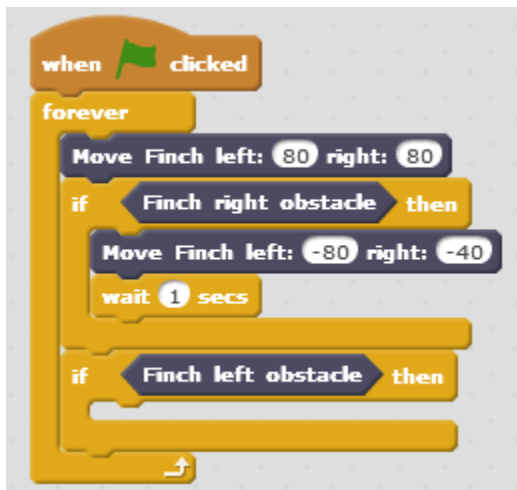 when clicked
forever
Move Finch left: 80 right: 80
if Finch right obstacle then
Move Finch left: -80 right: -40
wait 1 secs
if Finch left obstacle then